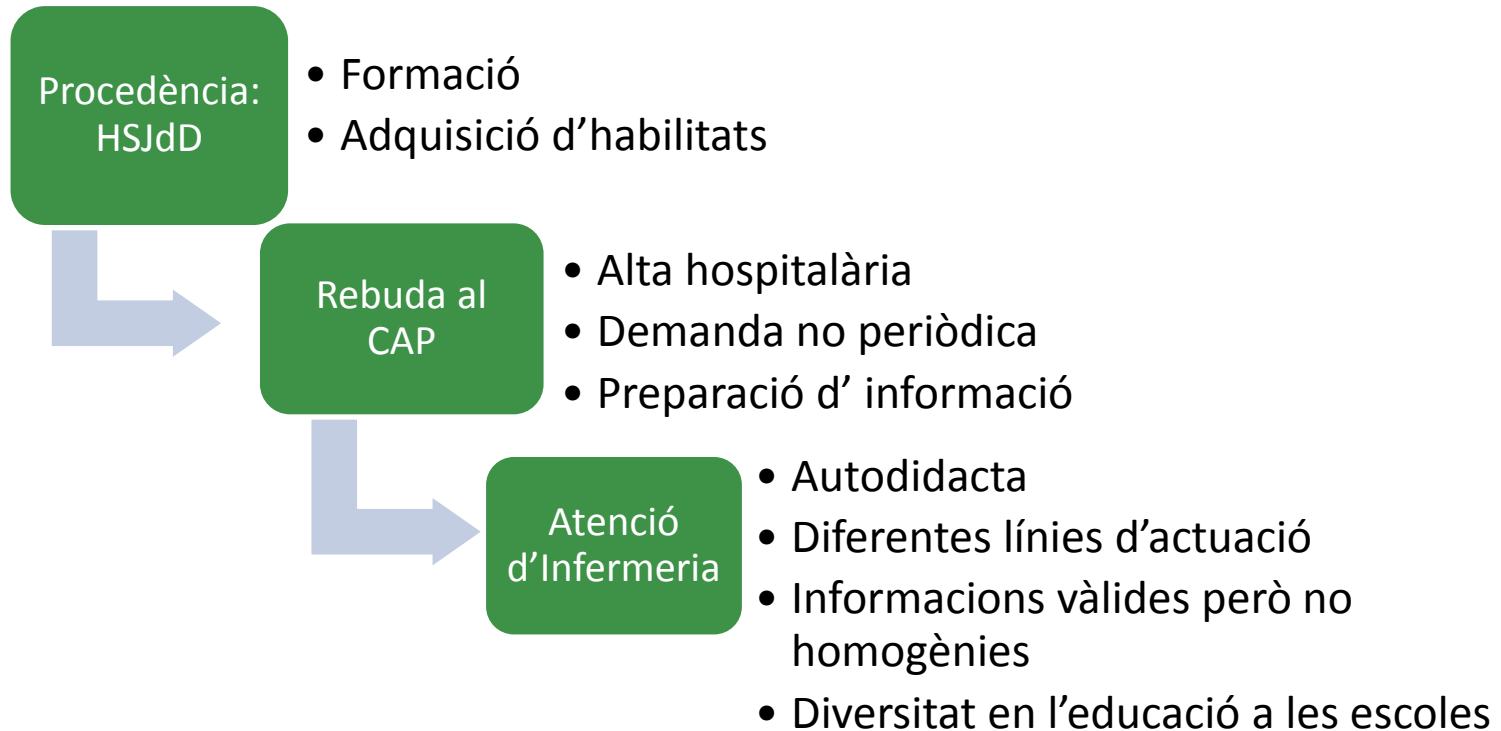 Procedència:
HSJdD
• Formació
• Adquisició d’habilitats
Rebuda al
CAP
• Alta hospitalària
• Demanda no periòdica
• Preparació d’ informació
Atenció
d’Infermeria
• Autodidacta
• Diferentes línies d’actuació
• Informacions vàlides però no
homogènies
• Diversitat en l’educació a les escoles